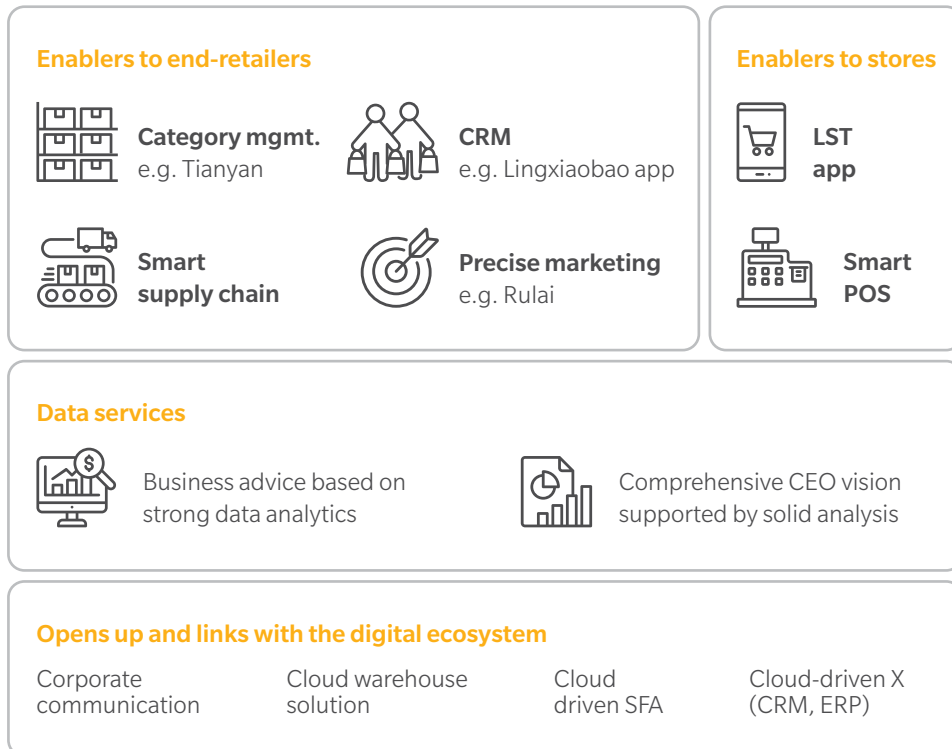 Enablers to end-retailers
Category mgmt.
e.g. Tianyan
CRM
e.g. Lingxiaobao app
Smart
supply chain
Precise marketing
e.g. Rulai
Enablers to stores
LST
app
Smart
POS
Data services
$
Business advice based on
strong data analytics
Comprehensive CEO vision
supported by solid analysis
Opens up and links with the digital ecosystem
Corporate
communication
Cloud warehouse
solution
Cloud
driven SFA
Cloud-driven X
(CRM, ERP)